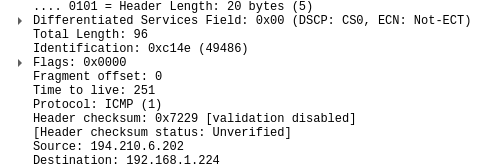 .... 0101 = Header Length: 20 bytes (5)
Differentiated Services Field: 0x00 (DSCP: CS0, ECN: Not-ECT)
Total Length: 96
Identification: 0xc14e (49486)
Flags: 0x0000
Fragment offset: 0
Time to live: 251
Protocol: ICMP (1)
Header checksum: 0x7229 [validation disabled]
[Header checksum status: Unverified]
Source: 194.210.6.202
Destination: 192.168.1.224